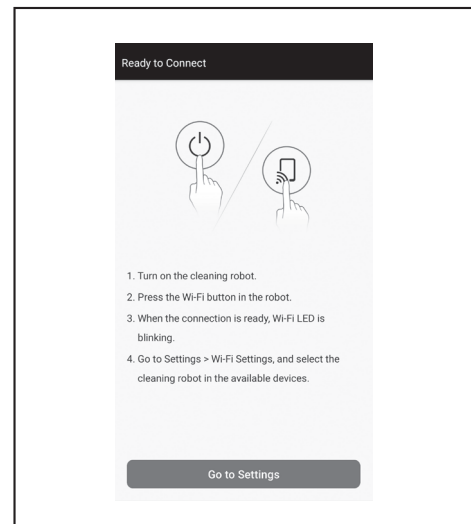 Ready to Connect
1. Turn on the cleaning robot.
2. Press the Wi-Fi button in the robot.
3. When the connection is ready, Wi-Fi LED is
blinking.
4. Go to Settings > Wi-Fi Settings, and select the
cleaning robot in the available devices.
Go to Settings